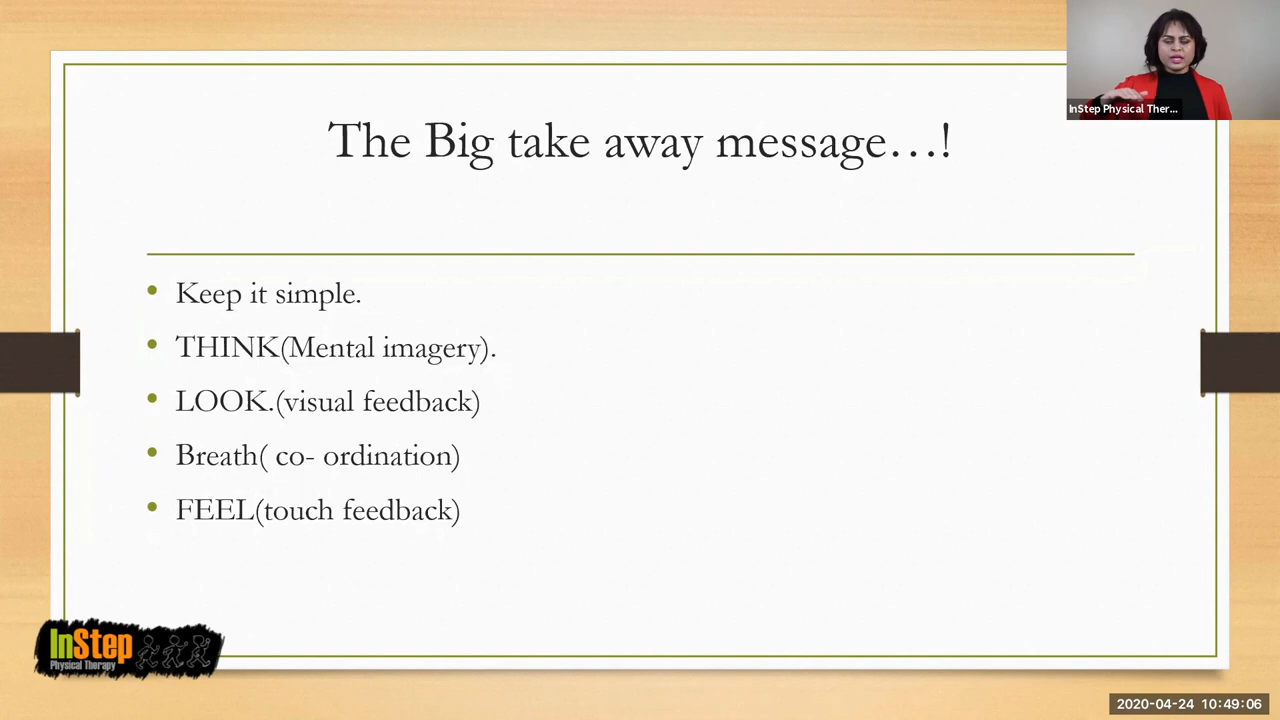 InStep Physical Ther...
The Big take away message...!
• Keep it simple.
• THINK(Mental imagery).
• LOOK.(visual feedback)
• Breath( co- ordination)
• FEEL(touch feedback)
InStep
Physical Therapy
2020-04-24 10:49:06